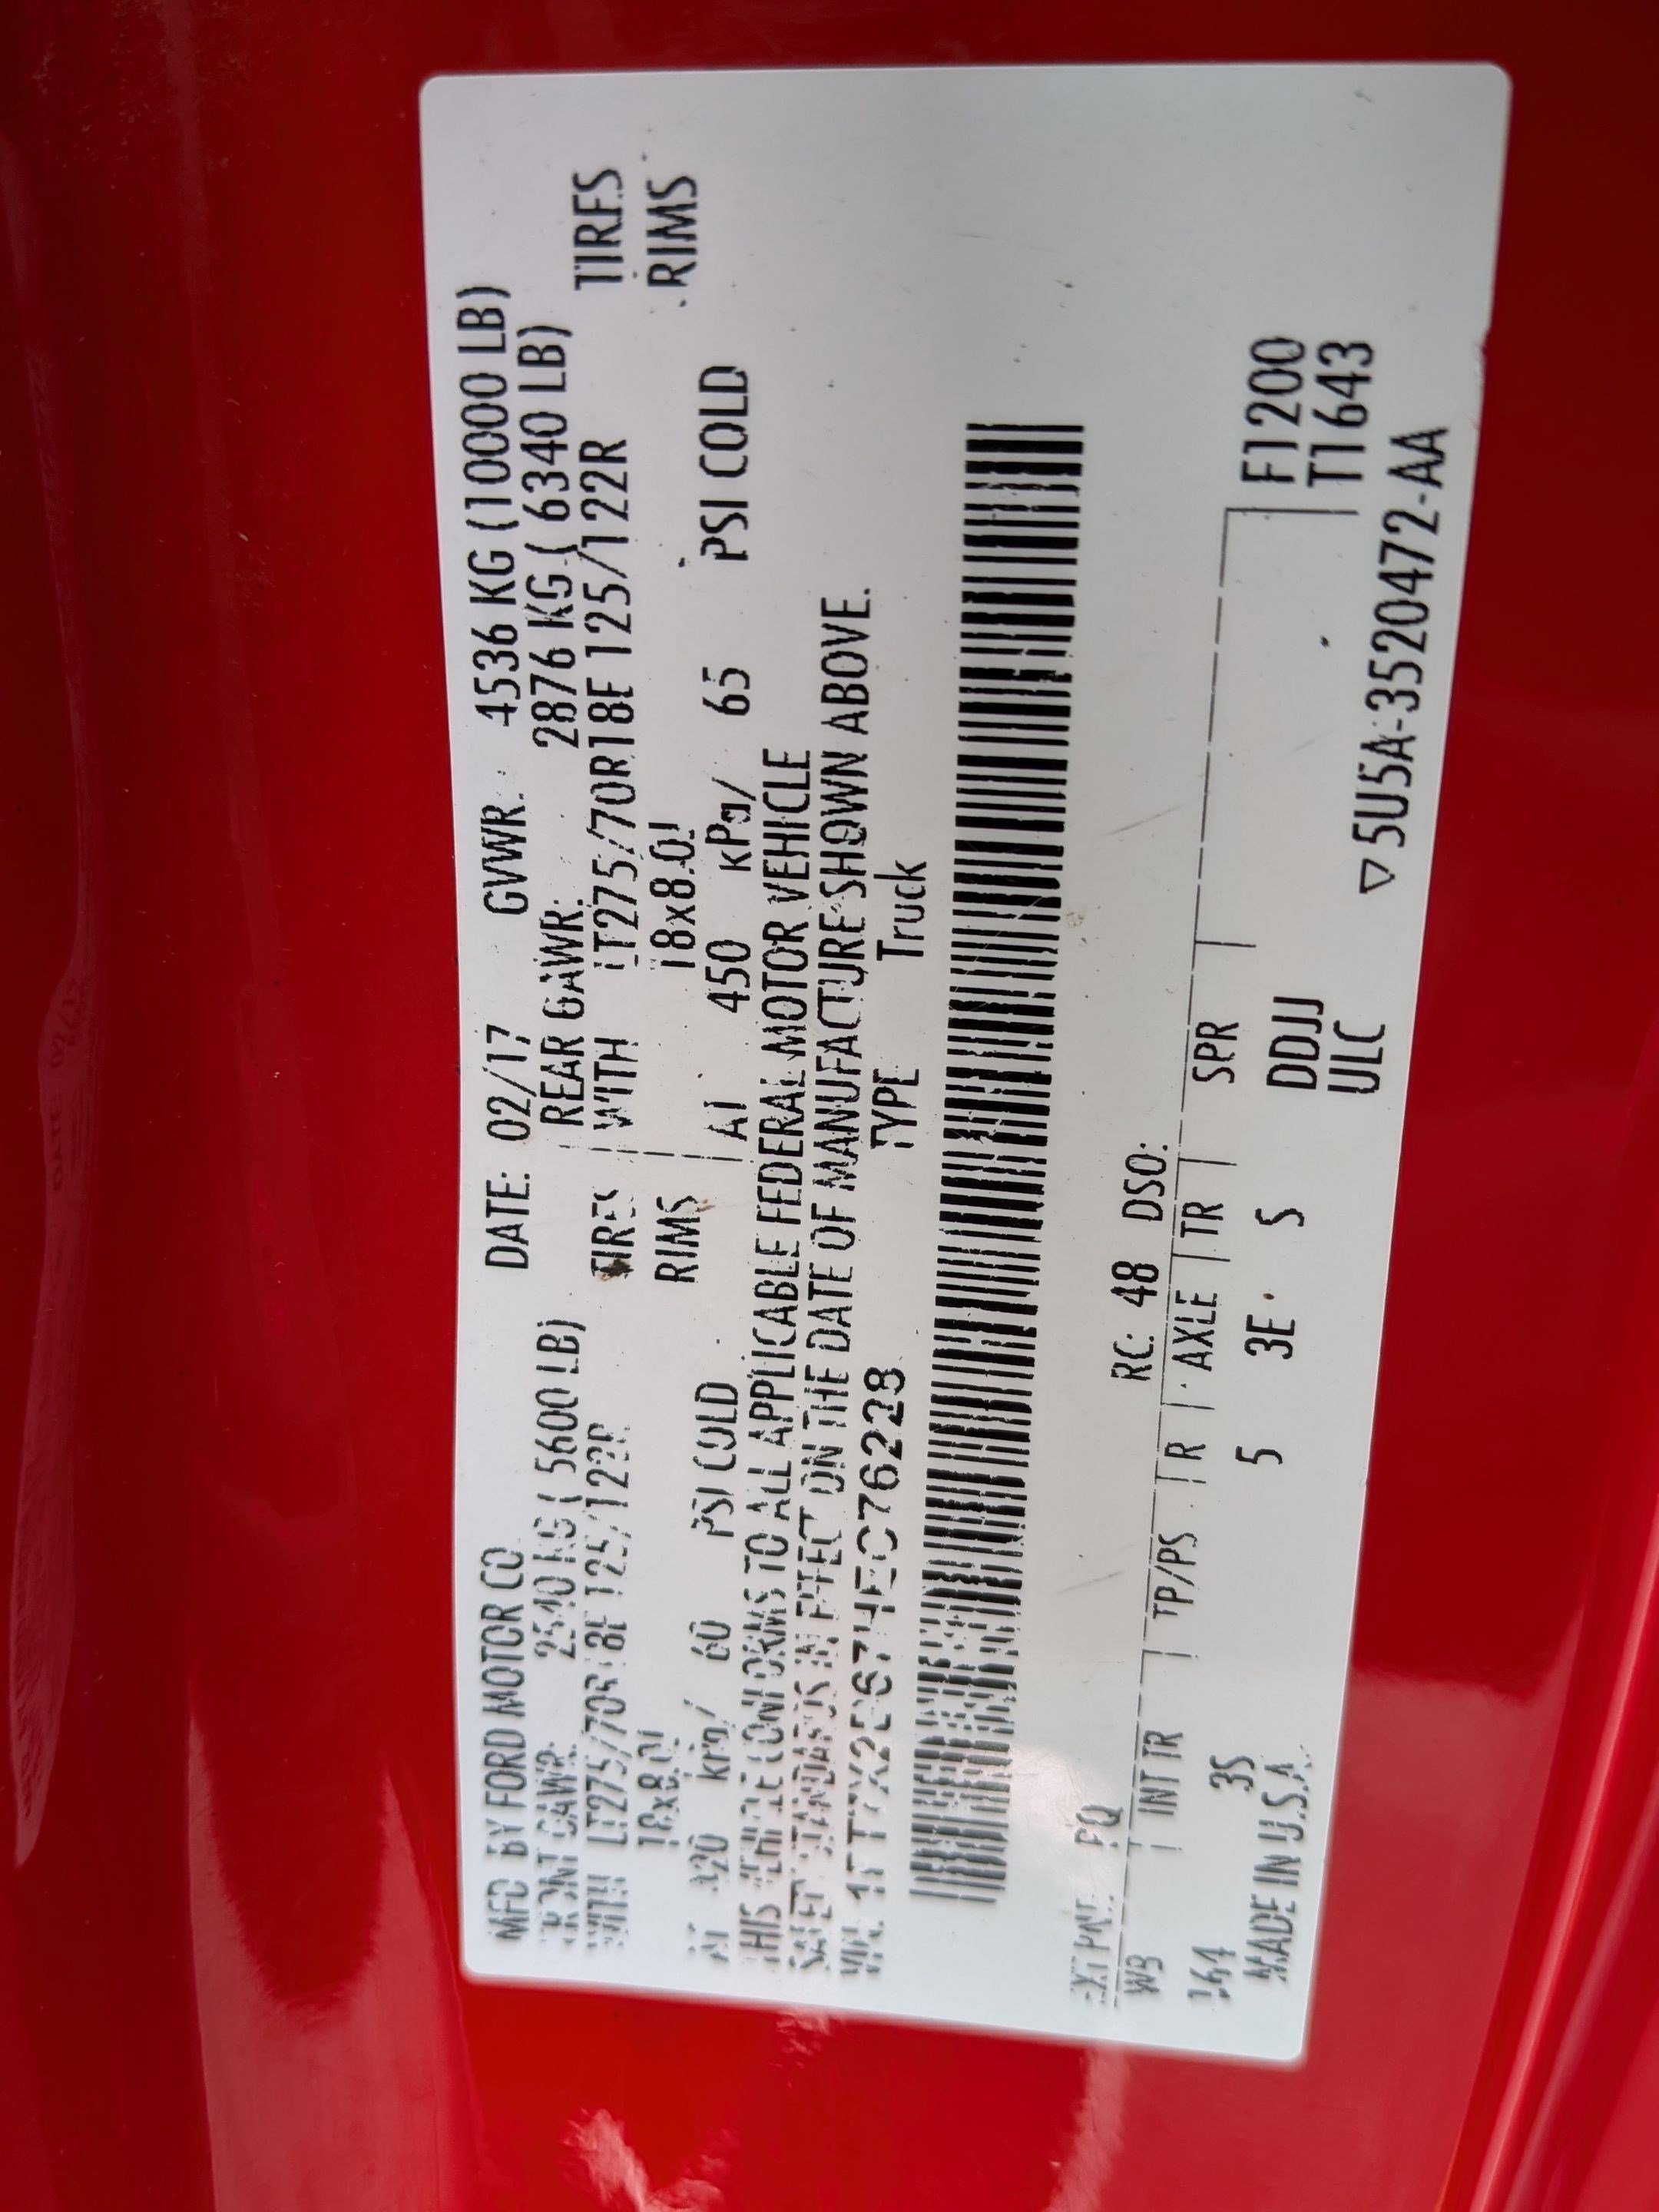 MFD BY FORD MOTOR CO. DATE: 02/17 GVWR: 4536 KG (10000 LB)
FRONT GAWR: 2540 KG ( 5600 LB) REAR GAWR: 2876 KG ( 6340 LB)
WITH LT275/70R18E 125/122R TIRES WITH LT275/70R18E 125/122R TIRES
18x8.0J RIMS 18x8.0J RIMS
AT 420 kPa/ 60 PSI COLD AT 450 kPa/ 65 PSI COLD
THIS VEHICLE CONFORMS TO ALL APPLICABLE FEDERAL MOTOR VEHICLE
SAFETY STANDARDS IN EFFECT ON THE DATE OF MANUFACTURE SHOWN ABOVE.
VIN: 1FT7X2B67HEC76228 TYPE Truck
EXT PNT: PQ RC: 48 DSO:
WB INT TR TP/PS R AXLE TR SPR F1200
164 3S 5 3E S DDJJ T1643
MADE IN U.S.A. ULC
▽5U5A-3520472-AA